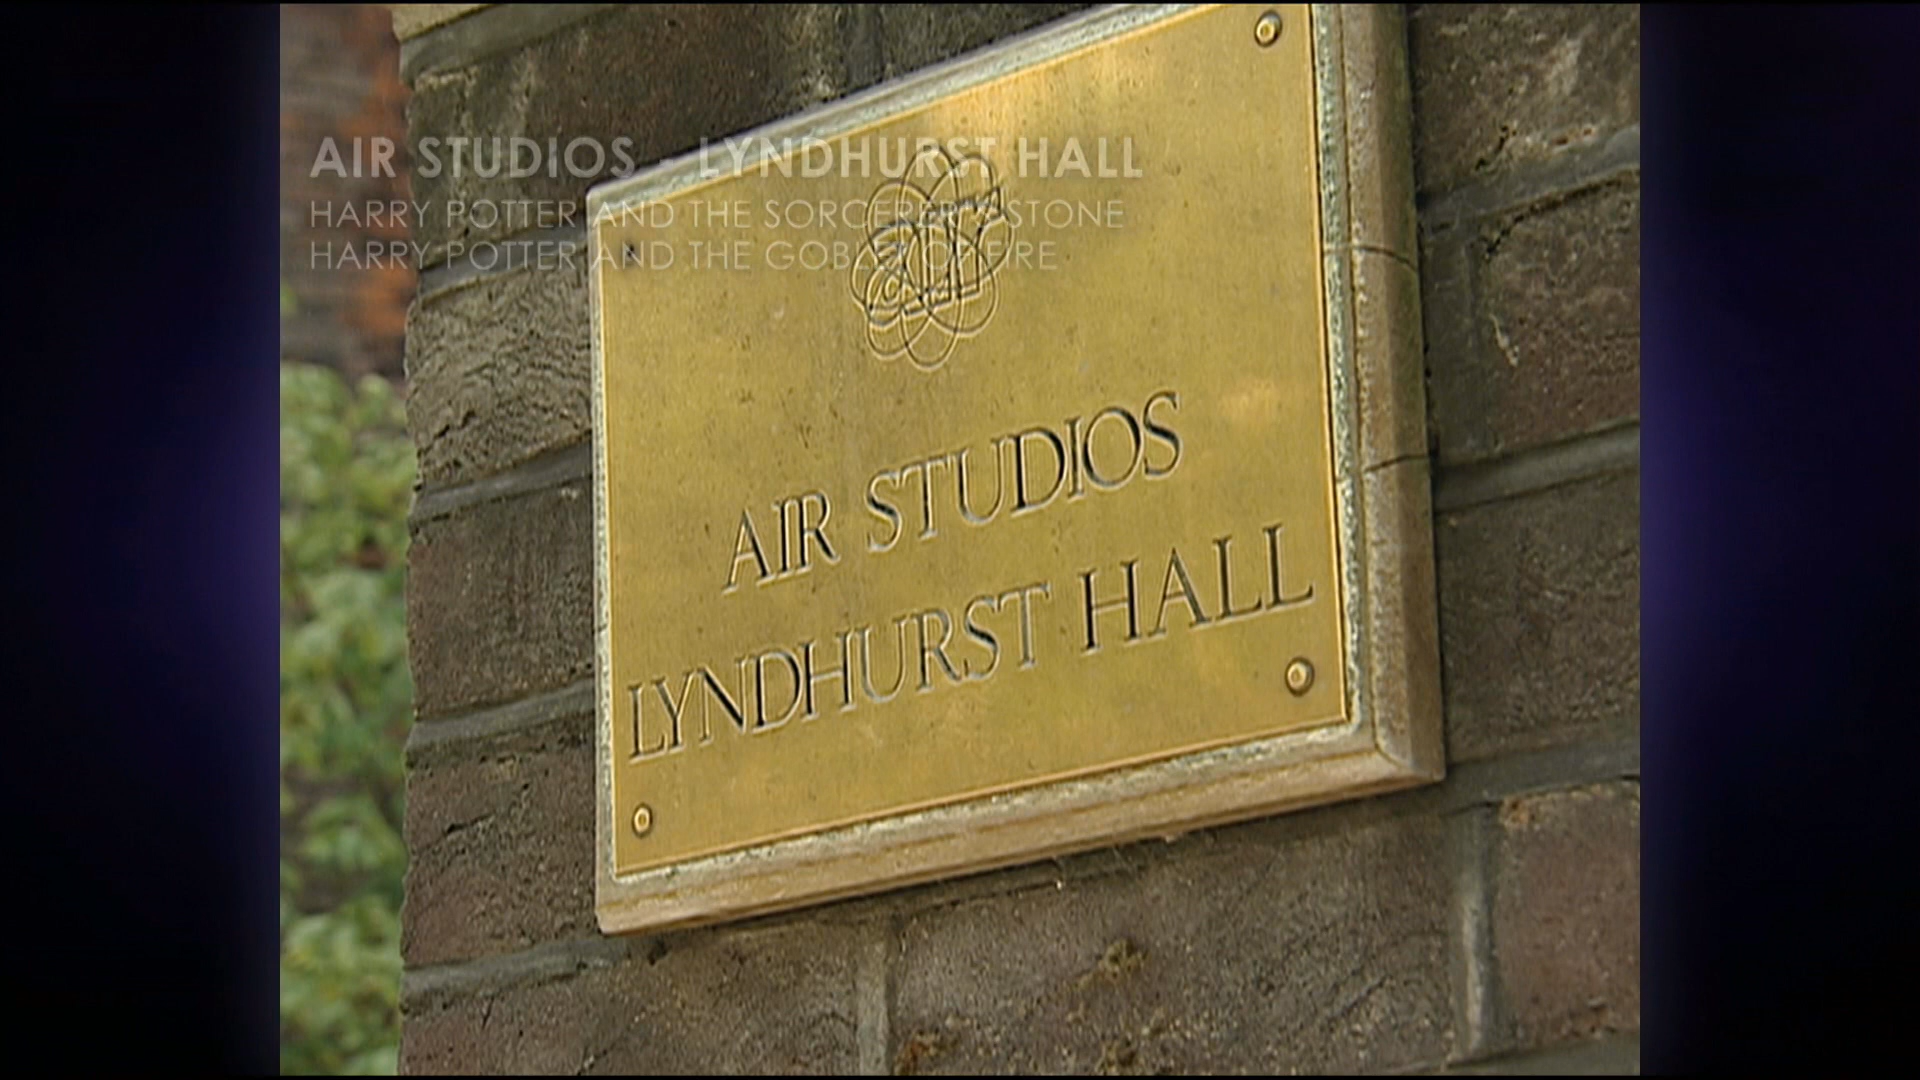 AIR STUDIOS - LYNDHURST HALL
HARRY POTTER AND THE SORCERER'S STONE
HARRY POTTER AND THE GOBLET OF FIRE
AIR
AIR STUDIOS
LYNDHURST HALL